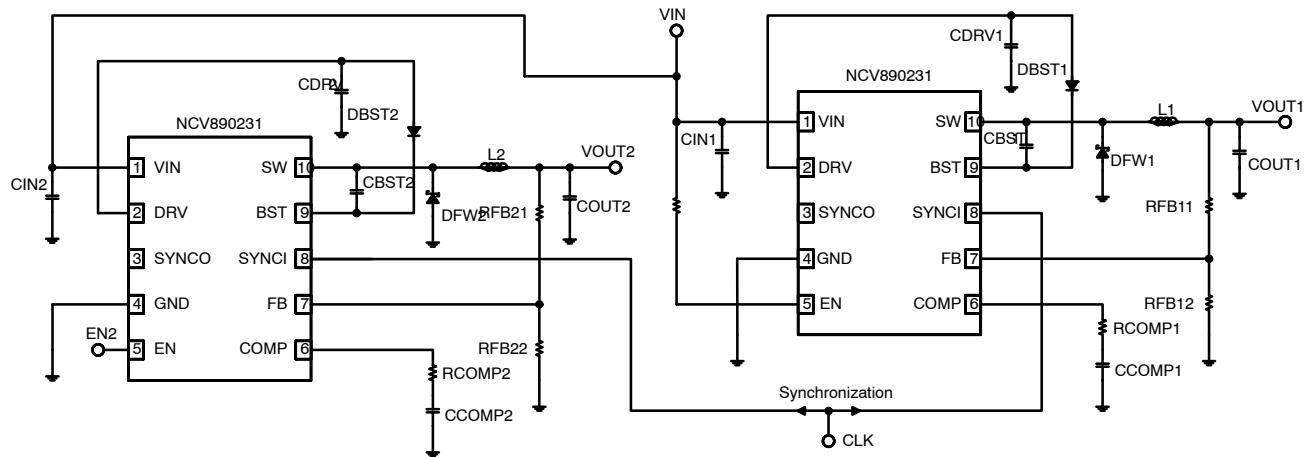 VIN
CDRV1
DBST1
NCV890231
1 VIN SW 10
2 DRV BST 9
3 SYNCO SYNCI 8
4 GND FB 7
5 EN COMP 6
CIN1
CBST1
L1
VOUT1
DFW1
COUT1
RFB11
RFB12
RCOMP1
CCOMP1
CDRV2
DBST2
NCV890231
1 VIN SW 10
2 DRV BST 9
3 SYNCO SYNCI 8
4 GND FB 7
5 EN COMP 6
CIN2
EN2
CBST2
L2
VOUT2
DFW2
RFB21
COUT2
RFB22
RCOMP2
CCOMP2
Synchronization
CLK